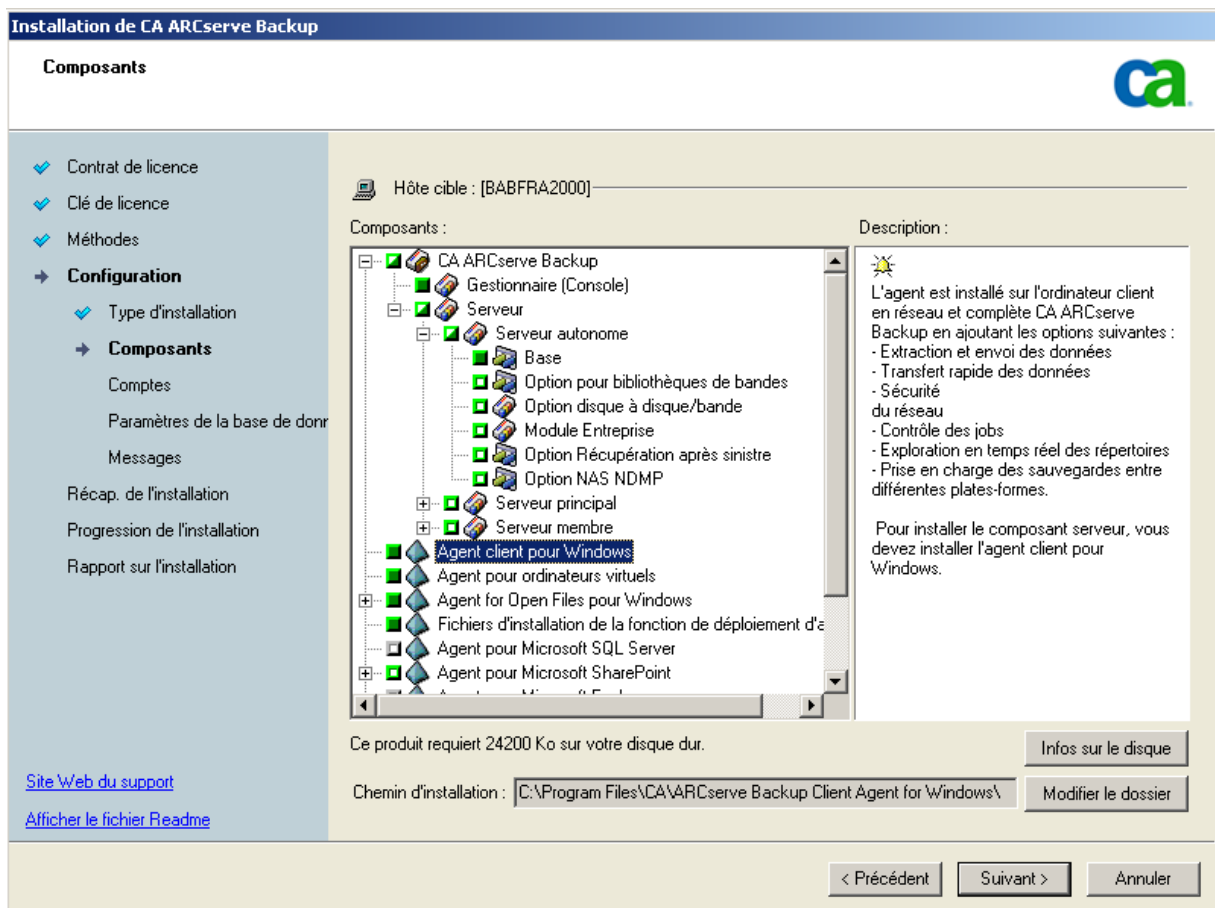 Installation de CA ARCserve Backup
Composants
ca
Contrat de licence
Clé de licence
Méthodes
Configuration
Type d'installation
Composants
Comptes
Paramètres de la base de donr
Messages
Récap. de l'installation
Progression de l'installation
Rapport sur l'installation
Site Web du support
Afficher le fichier Readme
Hôte cible : [BABFRA2000]
Composants :
CA ARCserve Backup
Gestionnaire (Console)
Serveur
Serveur autonome
Base
Option pour bibliothèques de bandes
Option disque à disque/bande
Module Entreprise
Option Récupération après sinistre
Option NAS NDMP
Serveur principal
Serveur membre
Agent client pour Windows
Agent pour ordinateurs virtuels
Agent for Open Files pour Windows
Fichiers d'installation de la fonction de déploiement d'a
Agent pour Microsoft SQL Server
Agent pour Microsoft SharePoint
Description :
L'agent est installé sur l'ordinateur client
en réseau et complète CA ARCserve
Backup en ajoutant les options suivantes :
- Extraction et envoi des données
- Transfert rapide des données
- Sécurité
du réseau
- Contrôle des jobs
- Exploration en temps réel des répertoires
- Prise en charge des sauvegardes entre
différentes plates-formes.
Pour installer le composant serveur, vous
devez installer l'agent client pour
Windows.
Ce produit requiert 24200 Ko sur votre disque dur.
Infos sur le disque
Chemin d'installation : C:\Program Files\CA\ARCserve Backup Client Agent for Windows\
Modifier le dossier
< Précédent
Suivant >
Annuler